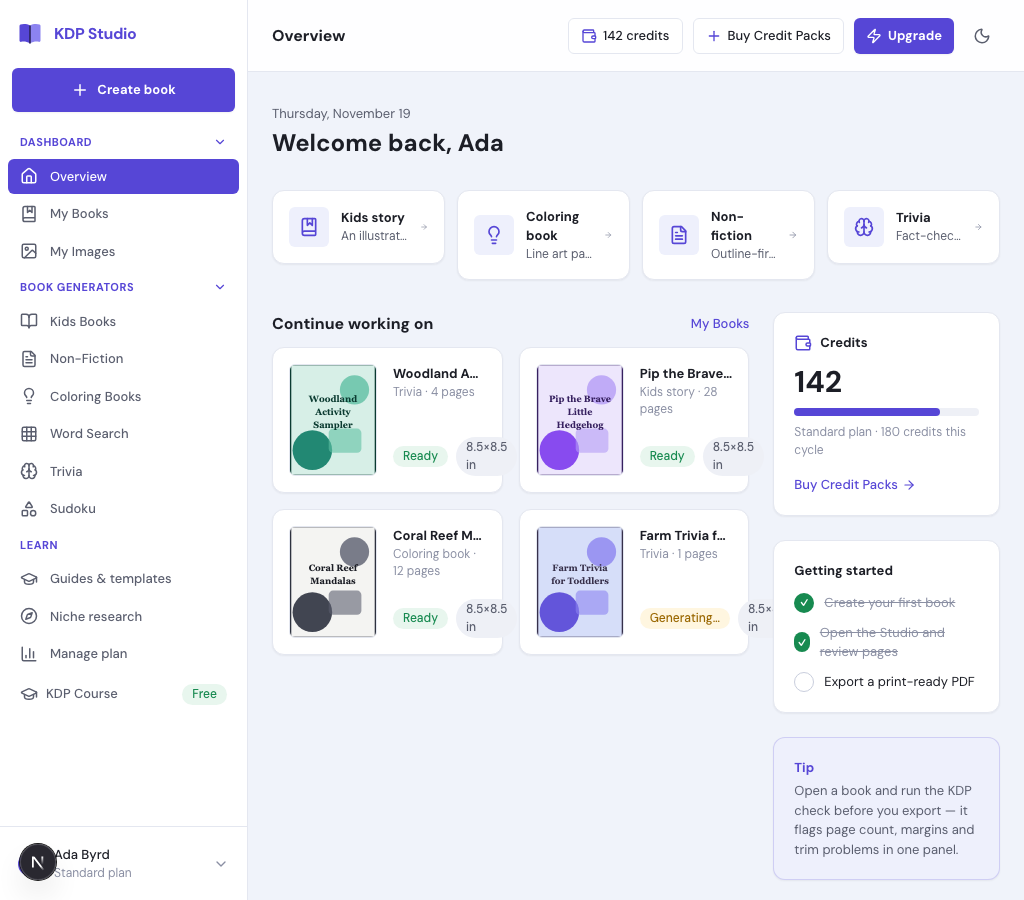 KDP Studio
Create book
DASHBOARD
Overview
My Books
My Images
BOOK GENERATORS
Kids Books
Non-Fiction
Coloring Books
Word Search
Trivia
Sudoku
LEARN
Guides & templates
Niche research
Manage plan
KDP Course Free
N Ada Byrd
Standard plan
Overview
142 credits
Buy Credit Packs
Upgrade
Thursday, November 19
Welcome back, Ada
Kids story
An illustrat...
Coloring
book
Line art pa...
Non-
fiction
Outline-fir...
Trivia
Fact-chec...
Continue working on
My Books
Woodland
Activity
Sampler
Woodland A...
Trivia · 4 pages
Ready
8.5×8.5
in
Pip the Brave
Little
Hedgehog
Pip the Brave...
Kids story · 28
pages
Ready
8.5×8.5
in
Coral Reef
Mandalas
Coral Reef M...
Coloring book ·
12 pages
Ready
8.5×8.5
in
Farm Trivia
for Toddlers
Farm Trivia f...
Trivia · 1 pages
Generating...
8.5×
in
Credits
142
Standard plan · 180 credits this
cycle
Buy Credit Packs →
Getting started
Create your first book
Open the Studio and
review pages
Export a print-ready PDF
Tip
Open a book and run the KDP
check before you export — it
flags page count, margins and
trim problems in one panel.